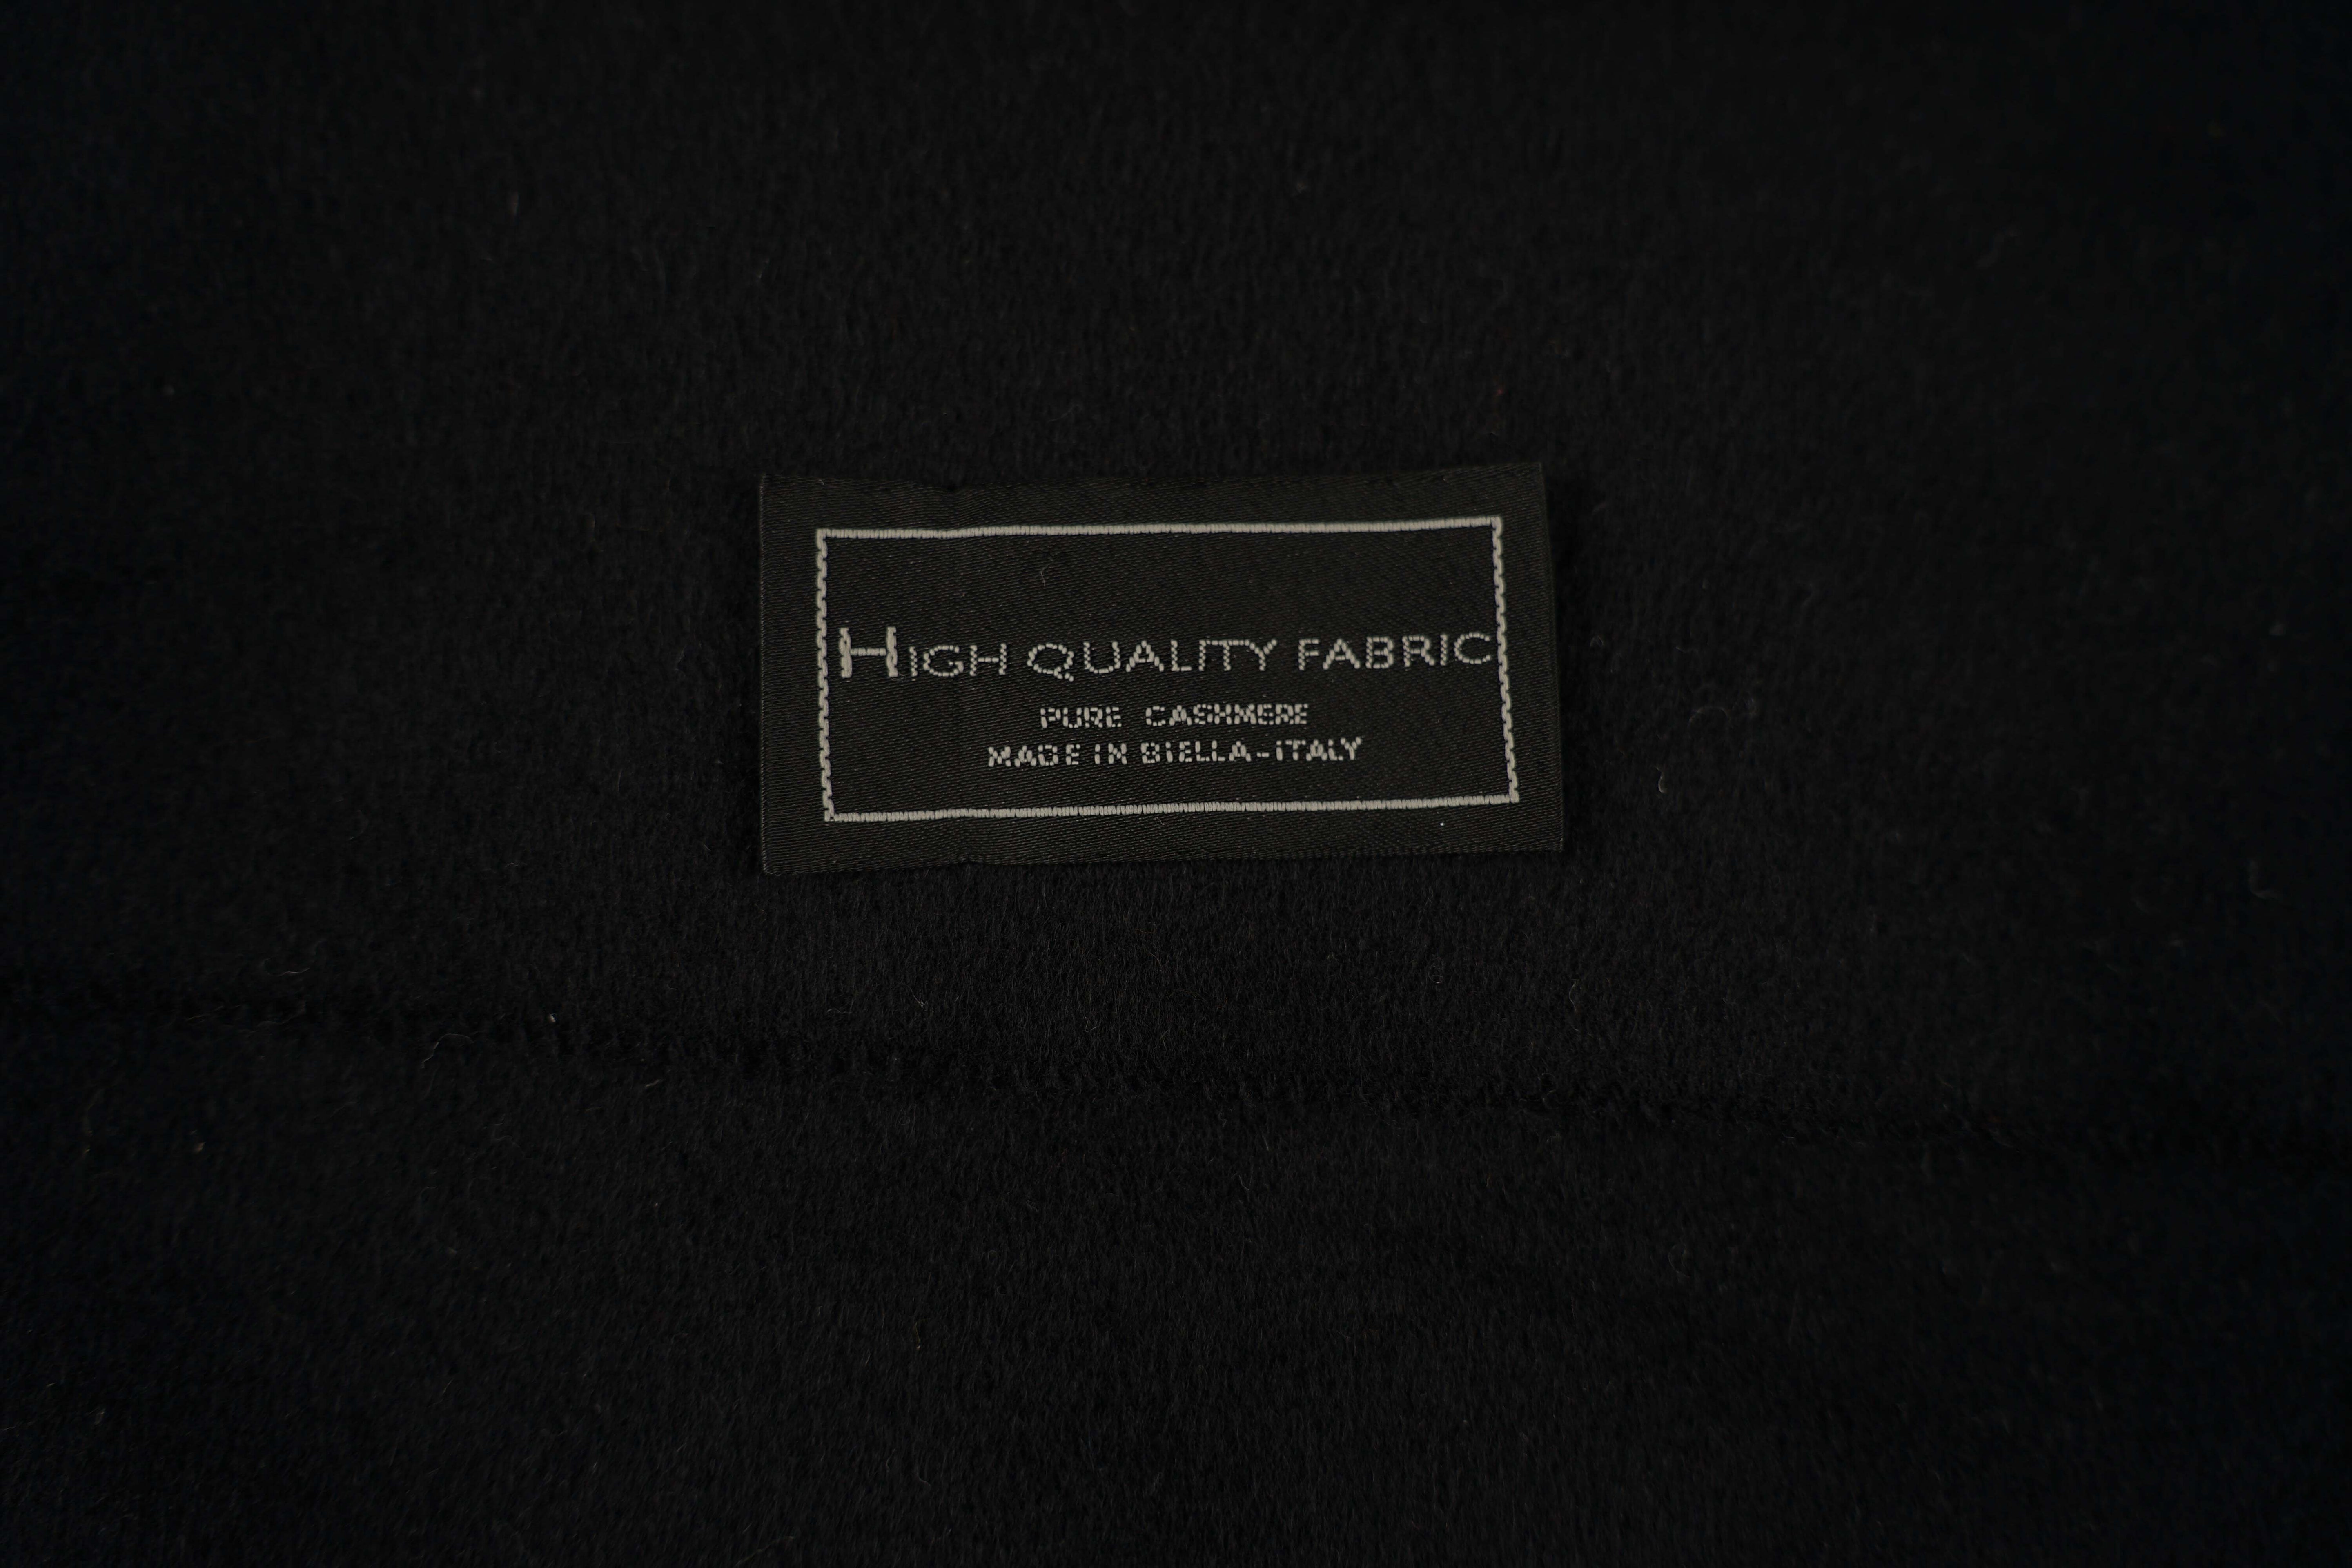 HIGH QUALITY FABRIC
PURE CASHMERE
MADE IN BIELLA-ITALY